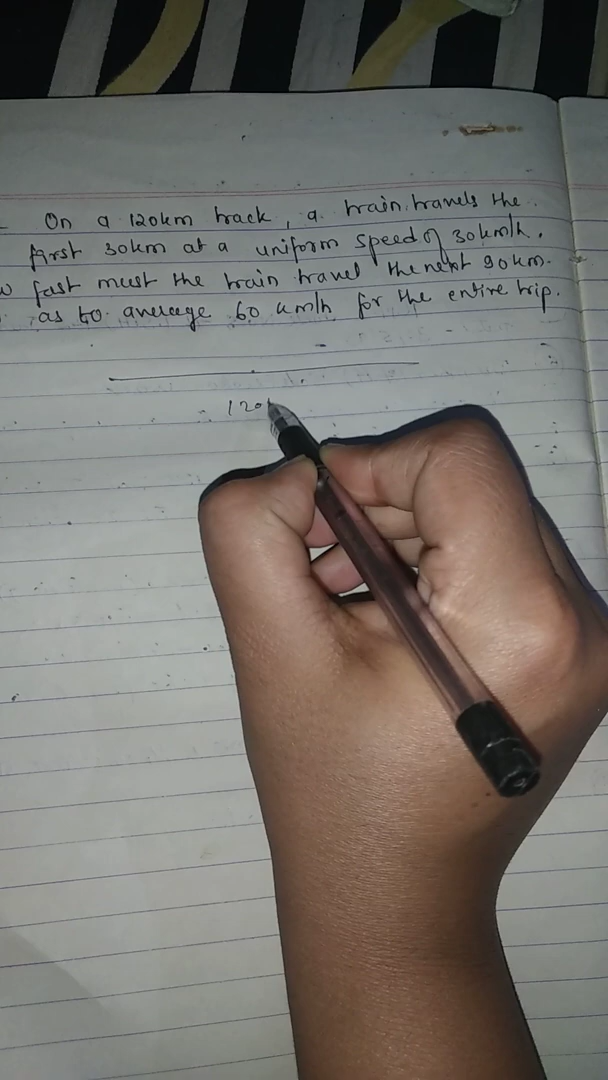 On a 120km track, a train travels the
first 30km at a uniform speed of 30km/h.
fast must the train travel the next 90km.
as to average 60 km/h for the entire trip.
120